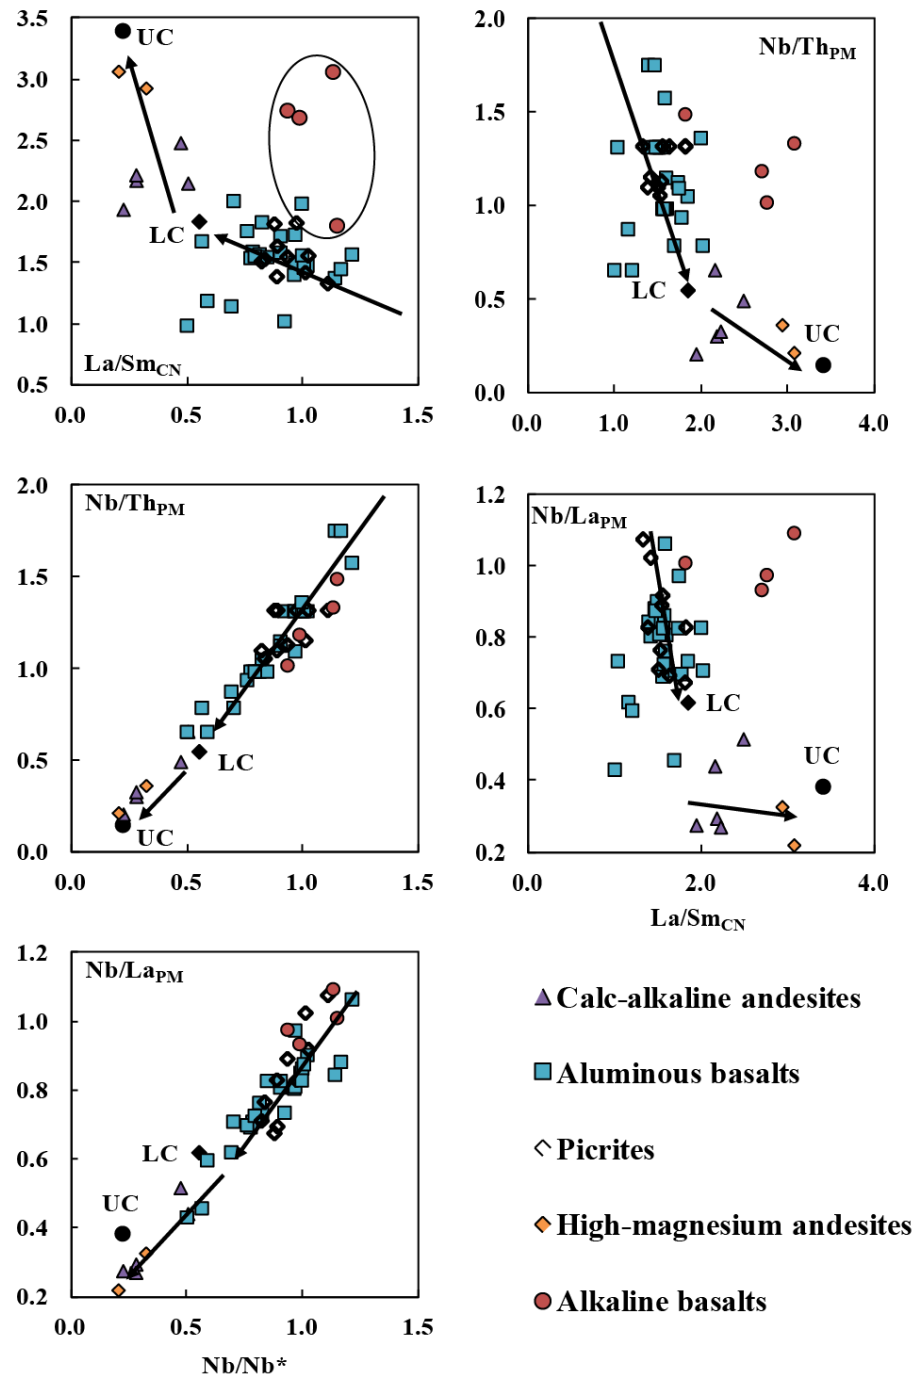 3.5
3.0
2.5
2.0
1.5
1.0
0.5
UC
LC
La/SmCN
0.0 0.5 1.0 1.5
2.0
1.5
1.0
0.5
0.0
Nb/ThPM
LC
UC
0.0 1.0 2.0 3.0 4.0
2.0
1.5
1.0
0.5
0.0
Nb/ThPM
LC
UC
0.0 0.5 1.0 1.5
1.2
1.0
0.8
0.6
0.4
0.2
Nb/LaPM
LC
UC
0.0 2.0 4.0
La/SmCN
1.2
1.0
0.8
0.6
0.4
0.2
Nb/LaPM
LC
UC
0.0 0.5 1.0 1.5
Nb/Nb*
Calc-alkaline andesites
Aluminous basalts
Picrites
High-magnesium andesites
Alkaline basalts